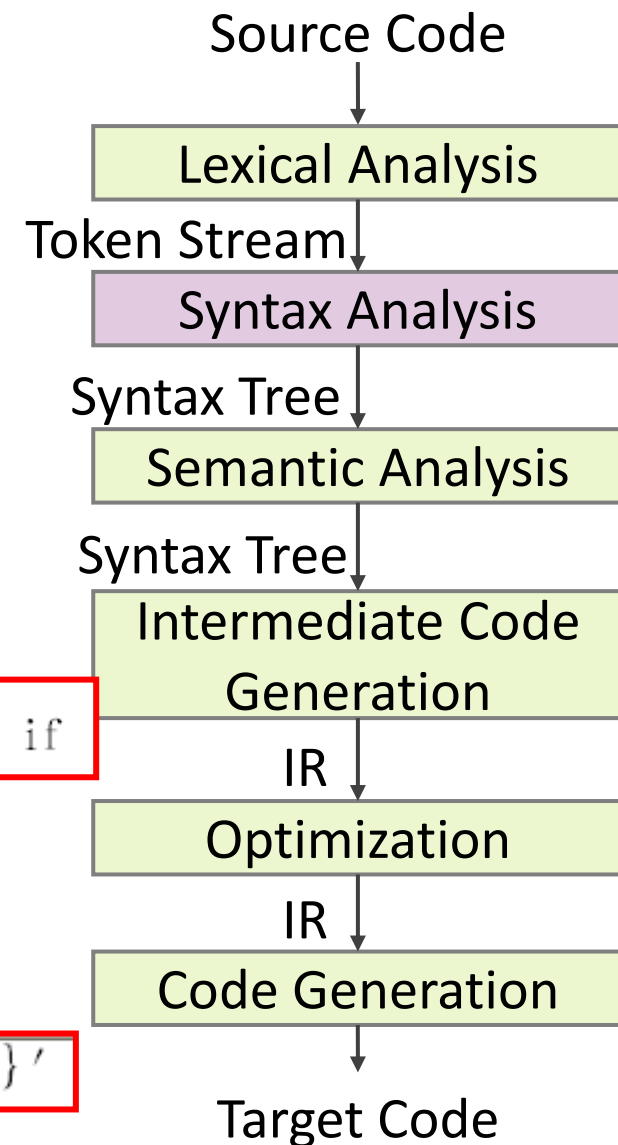 Source Code
Lexical Analysis
Token Stream
Syntax Analysis
Syntax Tree
Semantic Analysis
Syntax Tree
Intermediate Code
Generation
if
IR
Optimization
IR
Code Generation
}'
Target Code